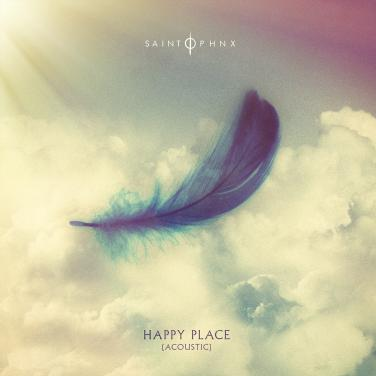 SAINT PHNX
HAPPY PLACE
[ACOUSTIC]